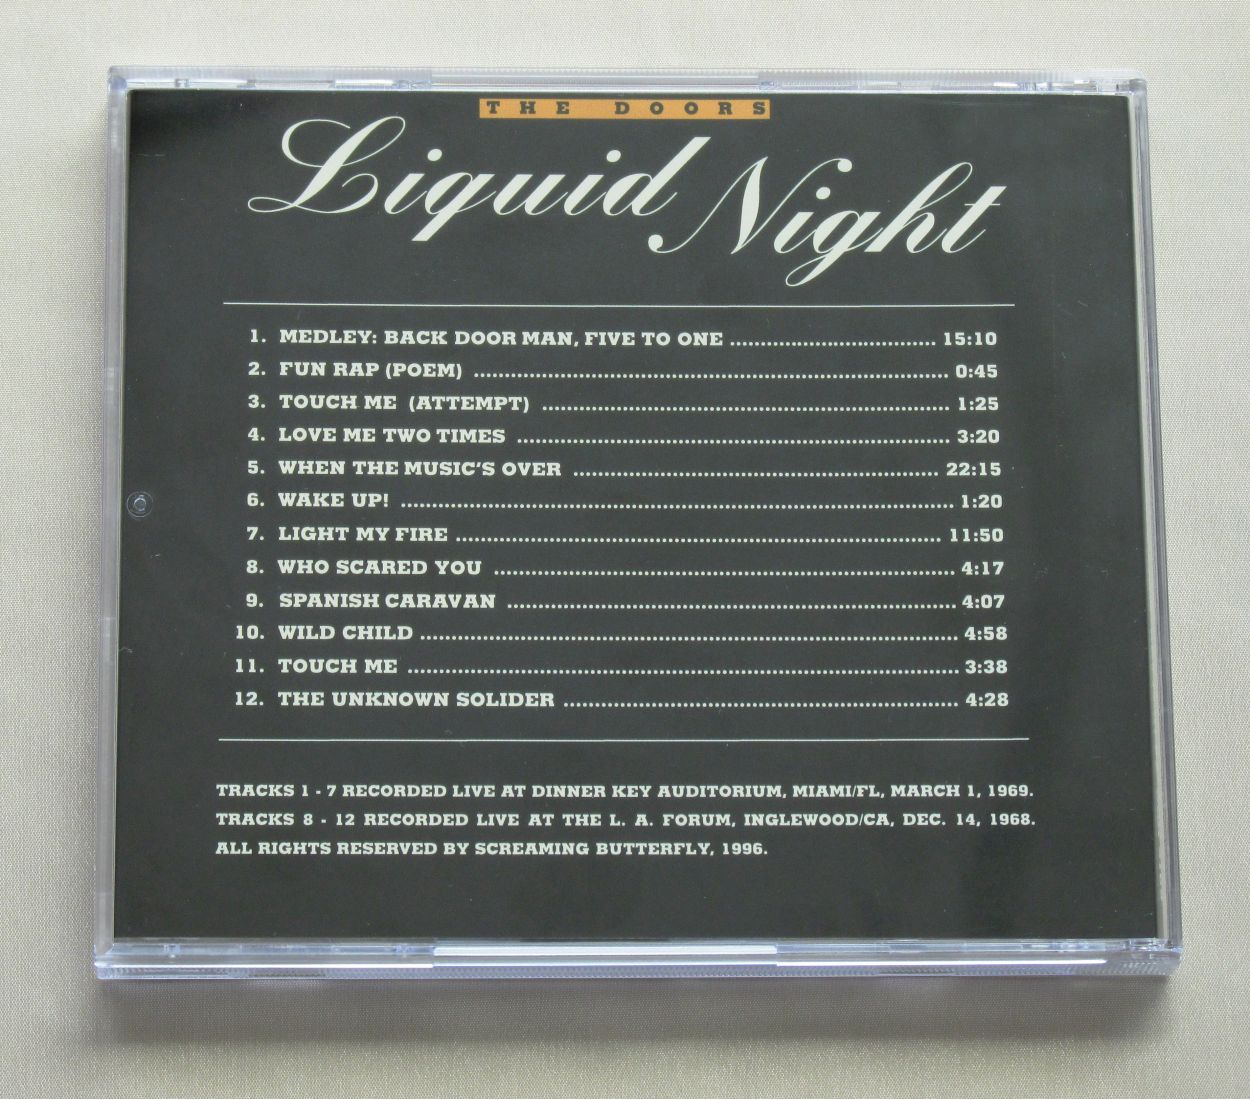 THE DOORS
Liquid Night
1. MEDLEY: BACK DOOR MAN, FIVE TO ONE .................................. 15:10
2. FUN RAP (POEM) .................................. 0:45
3. TOUCH ME (ATTEMPT) .................................. 1:25
4. LOVE ME TWO TIMES .................................. 3:20
5. WHEN THE MUSIC'S OVER .................................. 22:15
6. WAKE UP! .................................. 1:20
7. LIGHT MY FIRE .................................. 11:50
8. WHO SCARED YOU .................................. 4:17
9. SPANISH CARAVAN .................................. 4:07
10. WILD CHILD .................................. 4:58
11. TOUCH ME .................................. 3:38
12. THE UNKNOWN SOLIDER .................................. 4:28
TRACKS 1 - 7 RECORDED LIVE AT DINNER KEY AUDITORIUM, MIAMI/FL, MARCH 1, 1969.
TRACKS 8 - 12 RECORDED LIVE AT THE L. A. FORUM, INGLEWOOD/CA, DEC. 14, 1968.
ALL RIGHTS RESERVED BY SCREAMING BUTTERFLY, 1996.